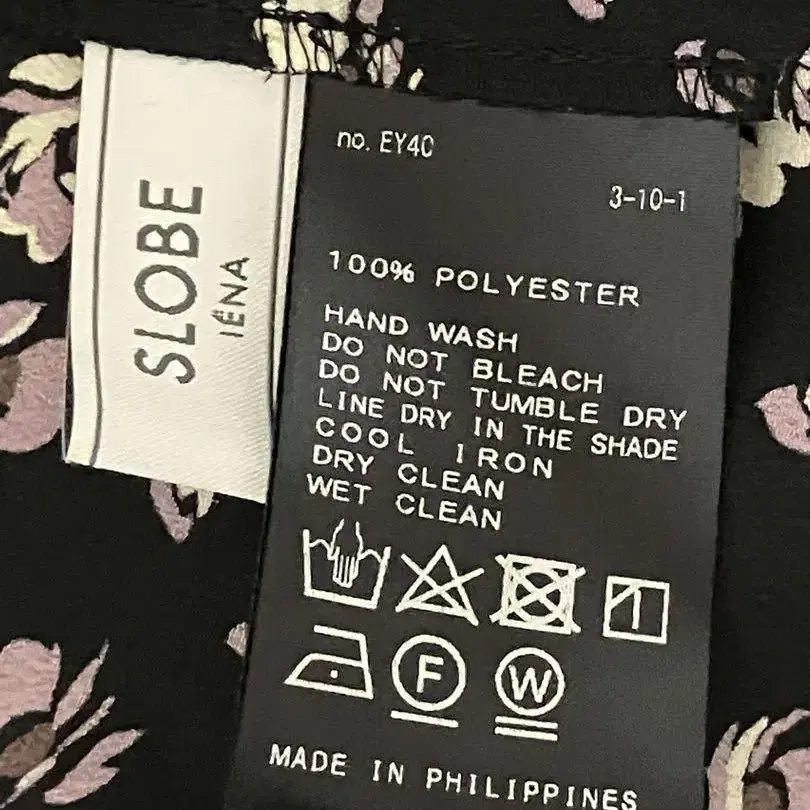 SLOBE
IÉNA
no. EY40
3-10-1
100% POLYESTER
HAND WASH
DO NOT BLEACH
DO NOT TUMBLE DRY
LINE DRY IN THE SHADE
COOL IRON
DRY CLEAN
WET CLEAN
F
W
MADE IN PHILIPPINES